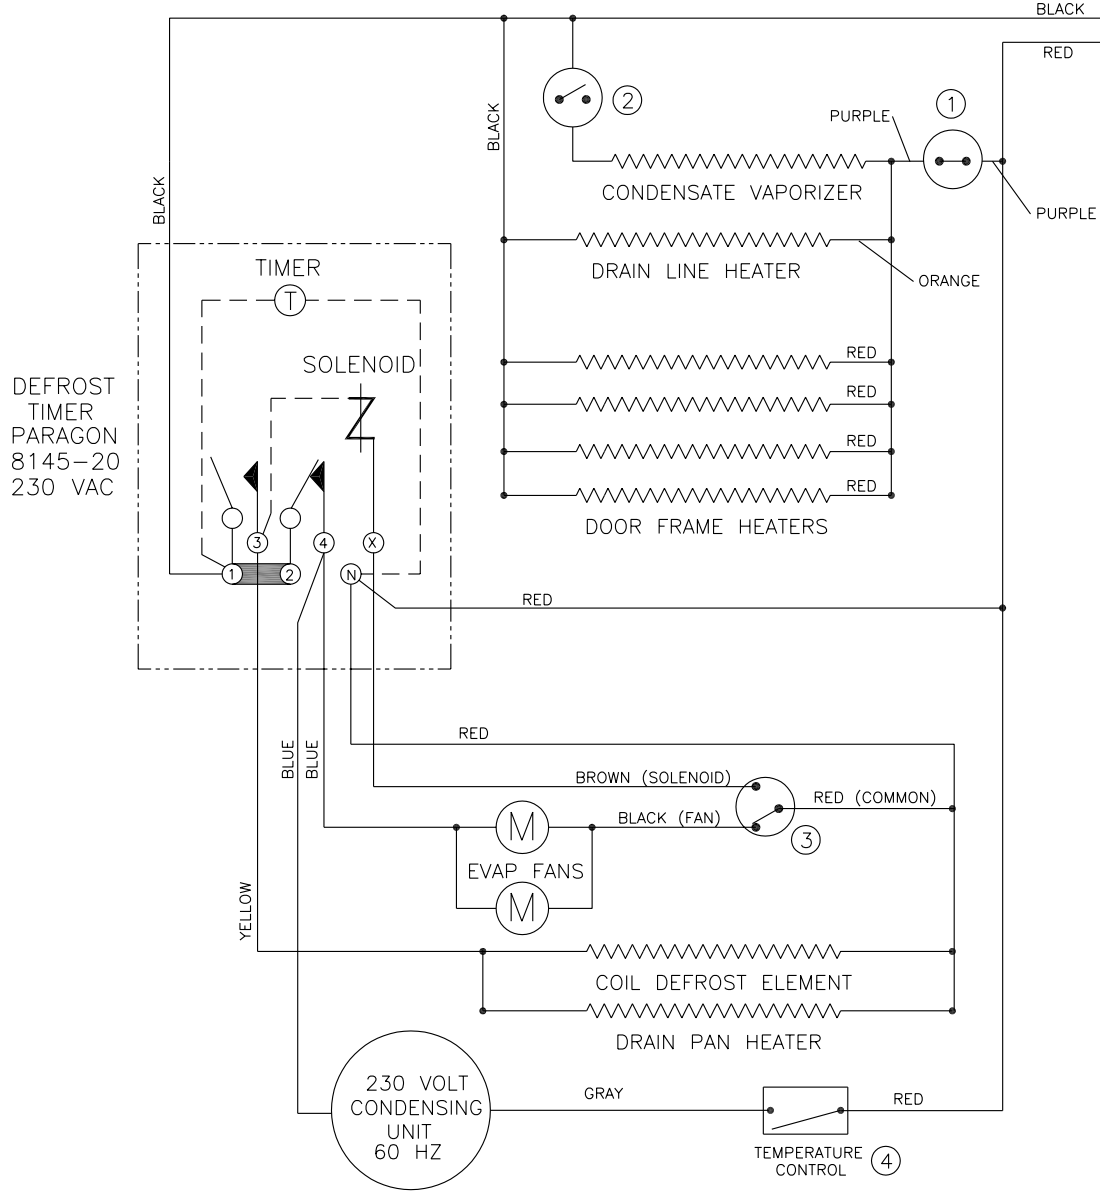 BLACK
RED
2
1
BLACK
PURPLE
CONDENSATE VAPORIZER
PURPLE
BLACK
DRAIN LINE HEATER
ORANGE
TIMER
T
SOLENOID
RED
RED
RED
RED
DOOR FRAME HEATERS
DEFROST
TIMER
PARAGON
8145-20
230 VAC
3
4
X
1
2
N
RED
RED
BLUE
BLUE
BROWN (SOLENOID)
RED (COMMON)
BLACK (FAN)
3
M
EVAP FANS
M
YELLOW
COIL DEFROST ELEMENT
DRAIN PAN HEATER
230 VOLT
CONDENSING
UNIT
60 HZ
GRAY
RED
TEMPERATURE
CONTROL
4